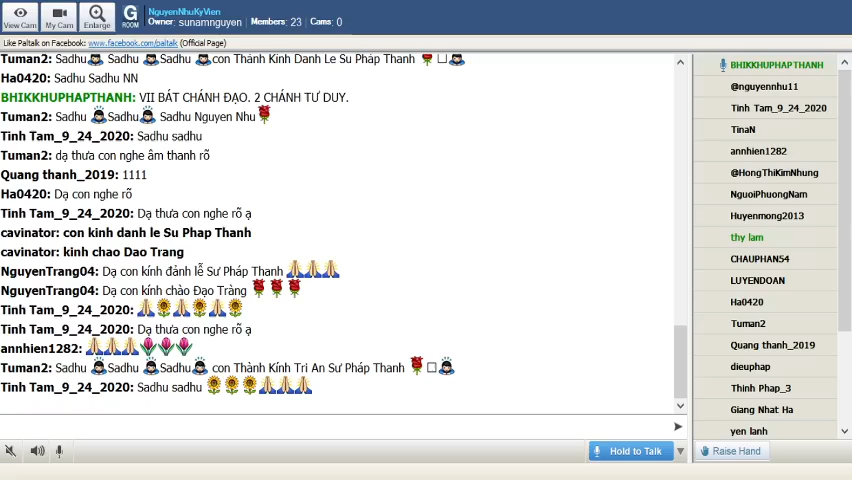 View Cam
My Cam
Enlarge
G
ROOM
NguyenNhuKyVien
Owner: sunamnguyen Members: 23 Cams: 0
Like Paltalk on Facebook: www.facebook.com/paltalk (Official Page)
Tuman2: Sadhu Sadhu Sadhu con Thành Kính Danh Le Su Pháp Thanh
Ha0420: Sadhu Sadhu NN
BHIKKHUPHAPTHANH: VII BÁT CHÁNH ĐẠO. 2 CHÁNH TƯ DUY.
Tuman2: Sadhu Sadhu Sadhu Nguyen Nhu
Tinh Tam_9_24_2020: Sadhu sadhu
Tuman2: dạ thưa con nghe âm thanh rõ
Quang thanh_2019: 1111
Ha0420: Dạ con nghe rõ
Tinh Tam_9_24_2020: Dạ thưa con nghe rõ ạ
cavinator: con kinh danh le Su Phap Thanh
cavinator: kinh chao Dao Trang
NguyenTrang04: Dạ con kính đảnh lễ Sư Pháp Thanh
NguyenTrang04: Dạ con kính chào Đạo Tràng
Tinh Tam_9_24_2020:
Tinh Tam_9_24_2020: Dạ thưa con nghe rõ ạ
annhien1282:
Tuman2: Sadhu Sadhu Sadhu con Thành Kính Tri An Sư Pháp Thanh
Tinh Tam_9_24_2020: Sadhu sadhu
Hold to Talk
BHIKKHUPHAPTHANH
@nguyennhu11
Tinh Tam_9_24_2020
TinaN
annhien1282
@HongThiKimNhung
NguoiPhuongNam
Huyenmong2013
thy lam
CHAUPHAN54
LUYENDOAN
Ha0420
Tuman2
Quang thanh_2019
dieuphap
Thinh Phap_3
Giang Nhat Ha
yen lanh
Raise Hand